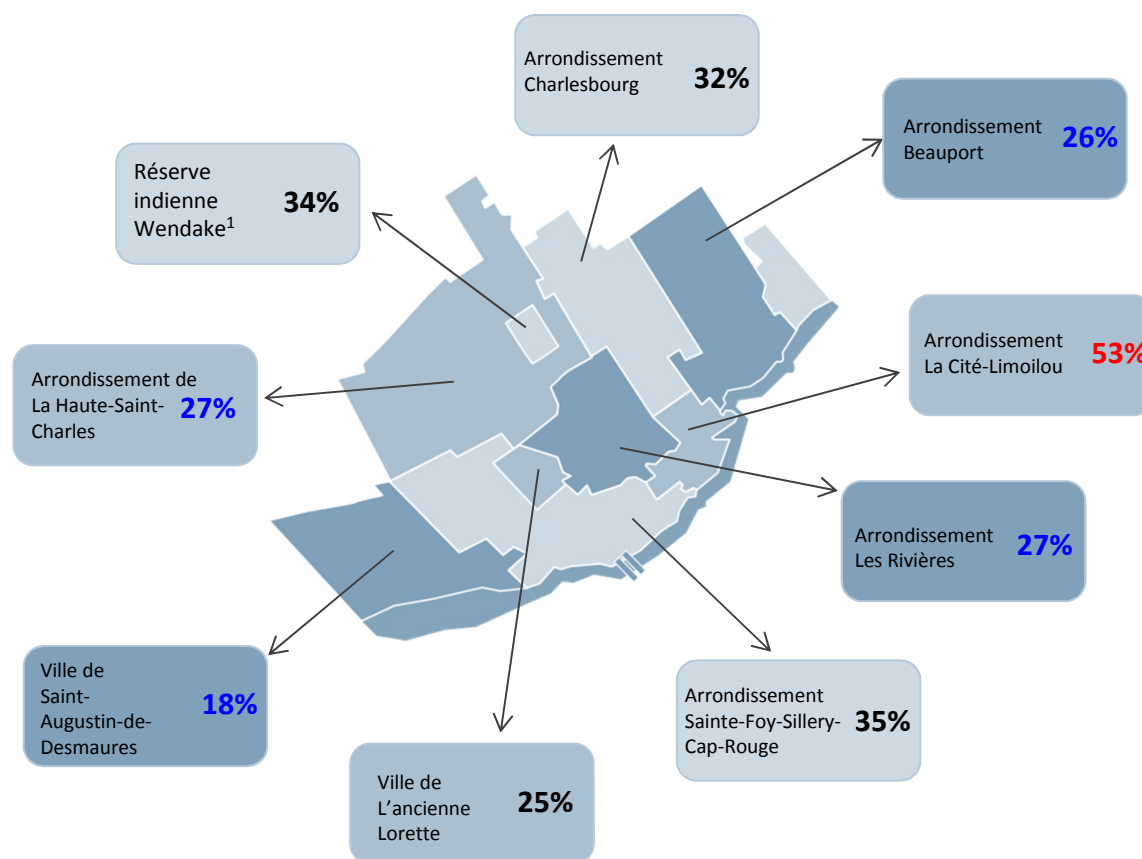 Arrondissement
Charlesbourg
32%
Arrondissement
Beauport
26%
Réserve
indienne
Wendake1
34%
Arrondissement
La Cité-Limoilou
53%
Arrondissement de
La Haute-Saint-
Charles
27%
Arrondissement
Les Rivières
27%
Ville de
Saint-
Augustin-de-
Desmaures
18%
Arrondissement
Sainte-Foy-Sillery-
Cap-Rouge
35%
Ville de
L'ancienne
Lorette
25%